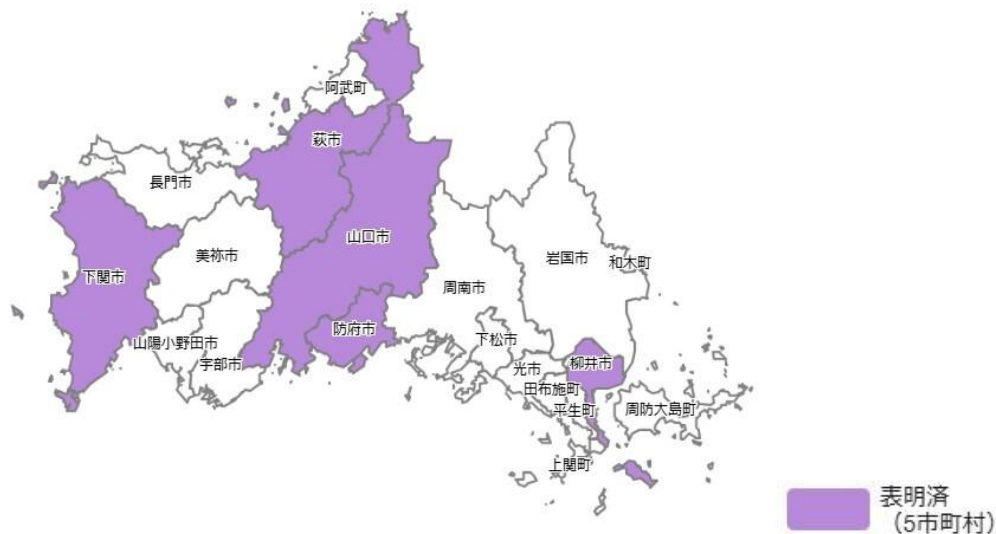 阿武町
萩市
長門市
山口市
美祢市
岩国市
和木町
下関市
周南市
防府市
下松市
山陽小野田市
宇部市
光市
柳井市
田布施町
平生町
周防大島町
上関町
表明済
（5市町村）